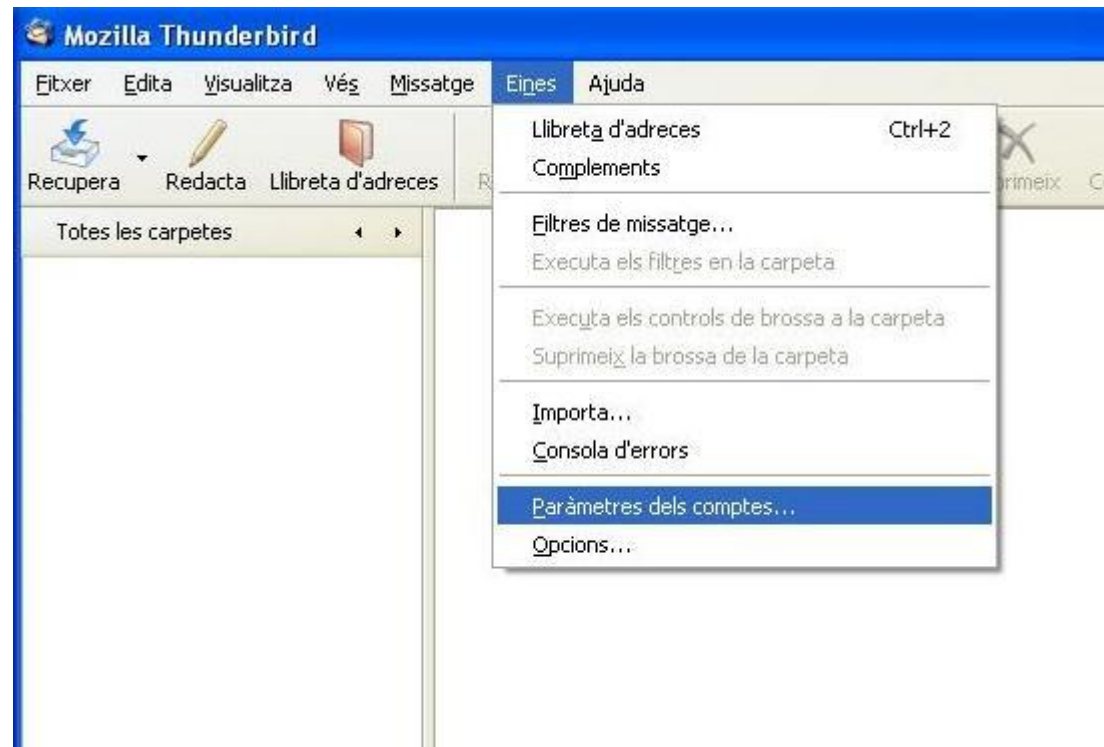 Mozilla Thunderbird
Fitxer Edita Visualitza Vés Missatge Eines Ajuda
Recupera Redacta Llibreta d'adreces
Totes les carpetes
Llibreta d'adreces Ctrl+2
Complements
Filtres de missatge...
Executa els filtres en la carpeta
Executa els controls de brossa a la carpeta
Suprimeix la brossa de la carpeta
Importa...
Consola d'errors
Paràmetres dels comptes...
Opcions...